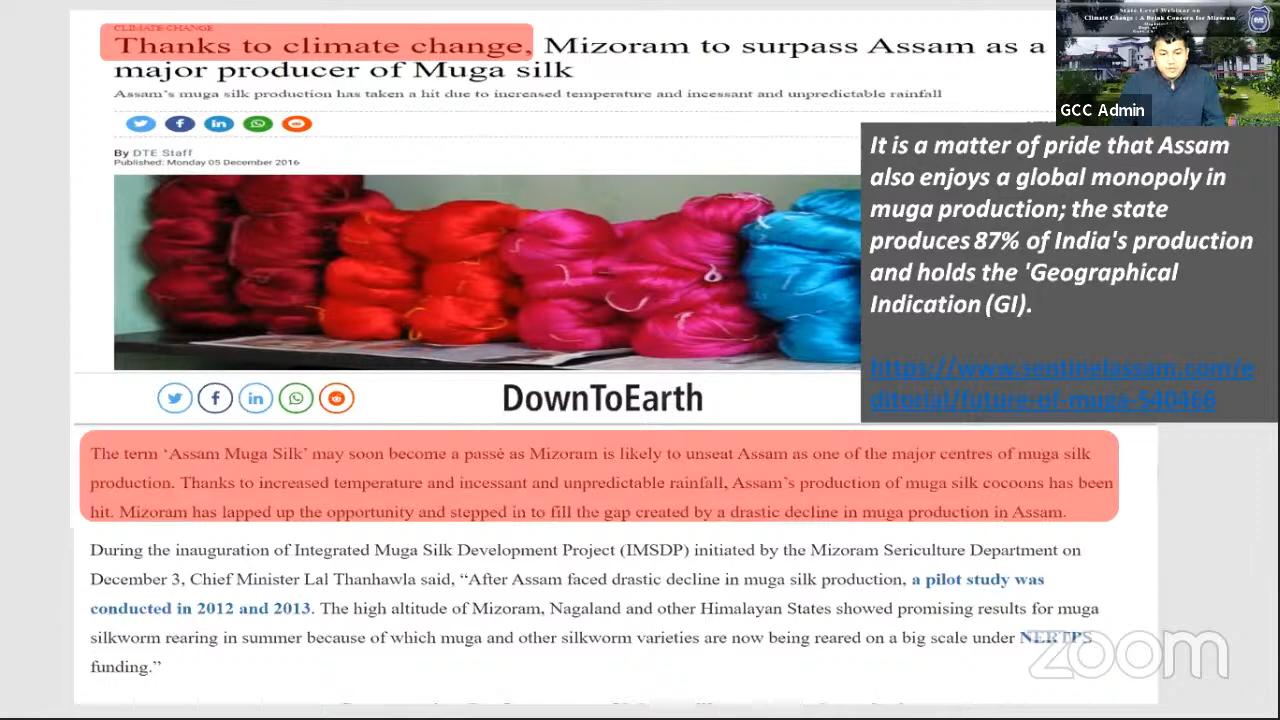 CLIMATE CHANGE
Thanks to climate change, Mizoram to surpass Assam as a
major producer of Muga silk
Assam's muga silk production has taken a hit due to increased temperature and incessant and unpredictable rainfall
By DTE Staff
Published: Monday 05 December 2016
State Level Webinar on
Climate Change : A Brink Concern for Mizoram
GCC Admin
It is a matter of pride that Assam
also enjoys a global monopoly in
muga production; the state
produces 87% of India's production
and holds the 'Geographical
Indication (GI).
https://www.sentinelassam.com/e
ditorial/future-of-muga-540466
DownToEarth
The term ‘Assam Muga Silk’ may soon become a passé as Mizoram is likely to unseat Assam as one of the major centres of muga silk
production. Thanks to increased temperature and incessant and unpredictable rainfall, Assam’s production of muga silk cocoons has been
hit. Mizoram has lapped up the opportunity and stepped in to fill the gap created by a drastic decline in muga production in Assam.
During the inauguration of Integrated Muga Silk Development Project (IMSDP) initiated by the Mizoram Sericulture Department on
December 3, Chief Minister Lal Thanhawla said, “After Assam faced drastic decline in muga silk production, a pilot study was
conducted in 2012 and 2013. The high altitude of Mizoram, Nagaland and other Himalayan States showed promising results for muga
silkworm rearing in summer because of which muga and other silkworm varieties are now being reared on a big scale under NERTPS
funding.”
zoom